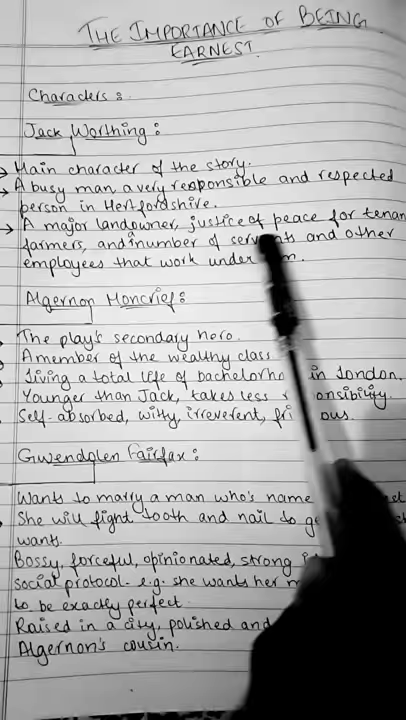 THE IMPORTANCE OF BEING
EARNEST.
Characters :
Jack Worthing :
→ Main character of the story.
→ A busy man a very responsible and respected
person in Hertfordshire.
→ A major landowner, justice of peace for tenan
farmers, and a number of servants and other
employees that work under
Algernon Moncrief :
The play's secondary hero.
A member of the wealthy class
Living a total life of bachelorho in London.
Younger than Jack, takes less onsibility.
Self-absorbed, witty, irreverent, fri ous.
Gwendolen Fairfax :
Wants to marry a man who's name
She will fight tooth and nail to ge
wants.
Bossy, forceful, opinionated, strong
social protocol- e.g. she wants her
to be exactly perfect.
Raised in a city, polished and
Algernon's cousin.